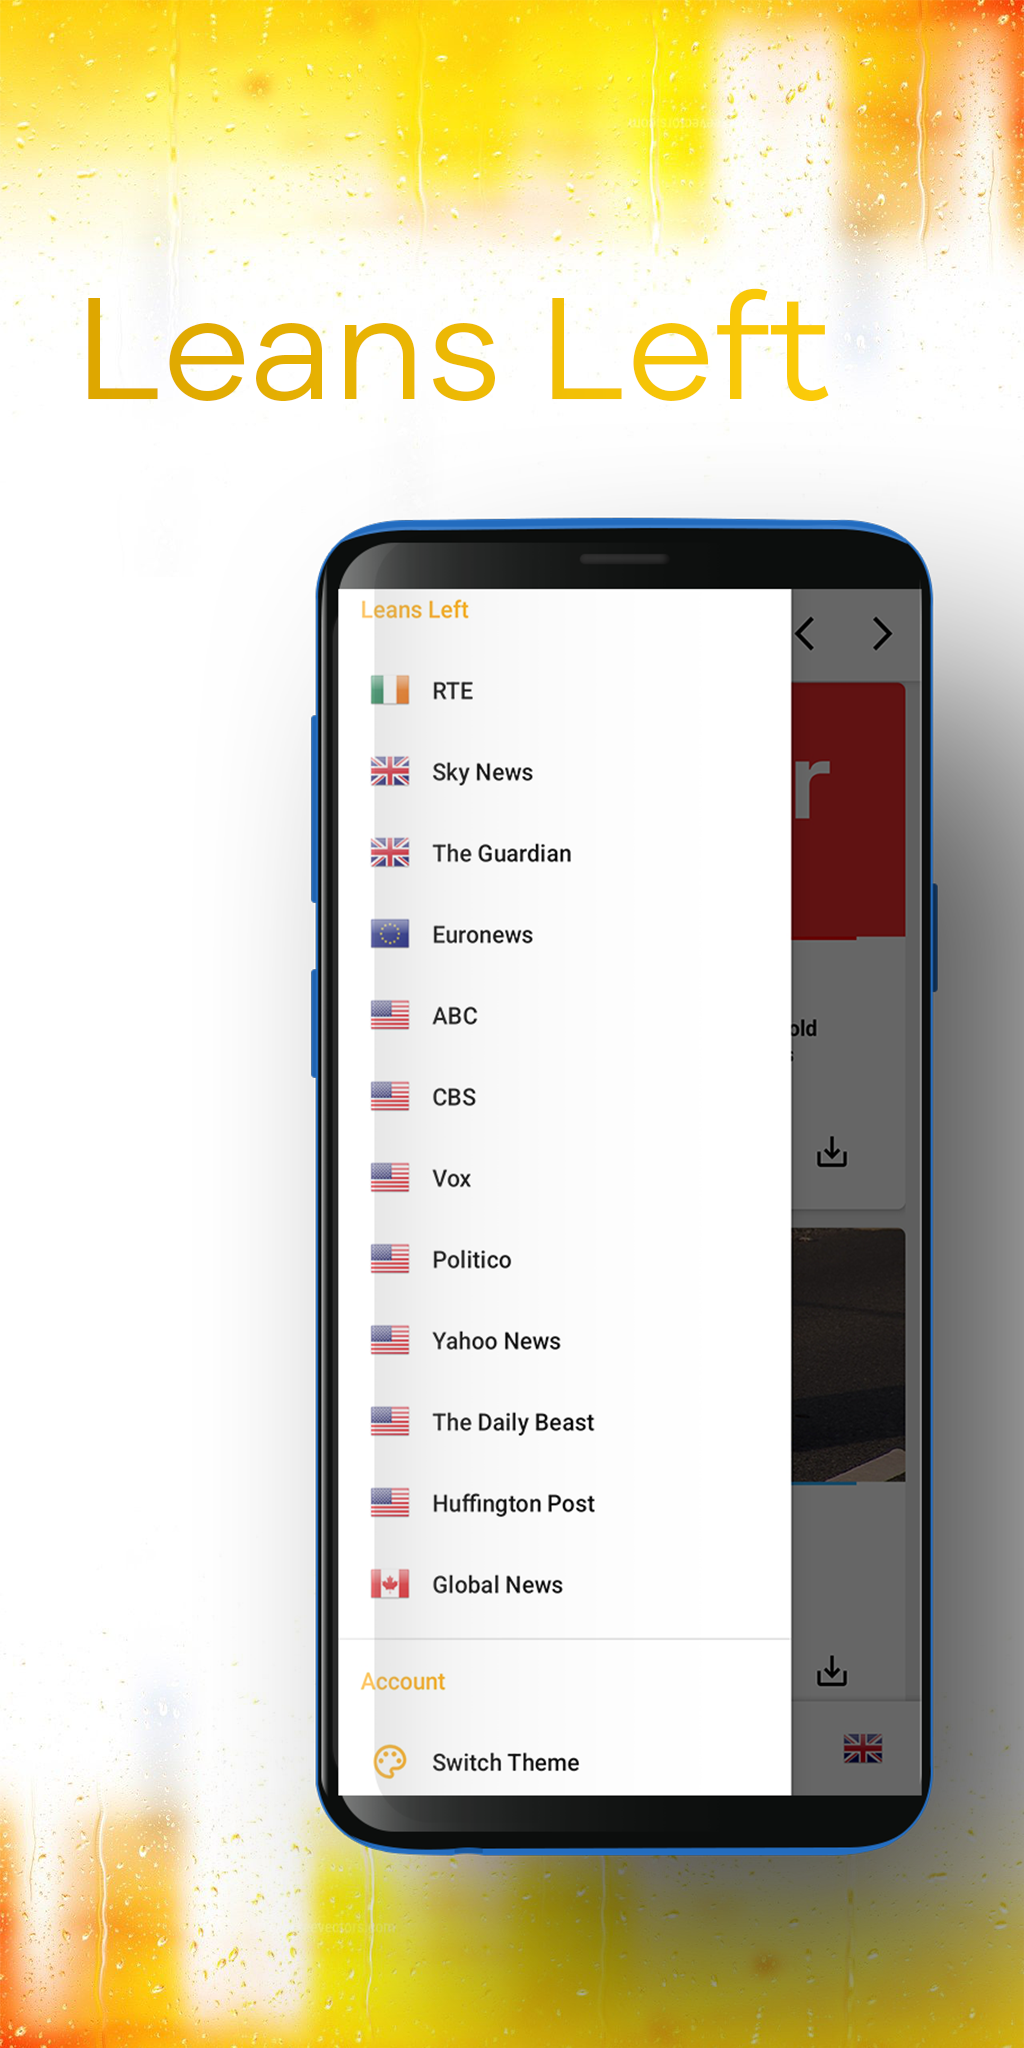 Leans Left
Leans Left
RTE
Sky News
The Guardian
Euronews
ABC
CBS
Vox
Politico
Yahoo News
The Daily Beast
Huffington Post
Global News
Account
Switch Theme
r
old